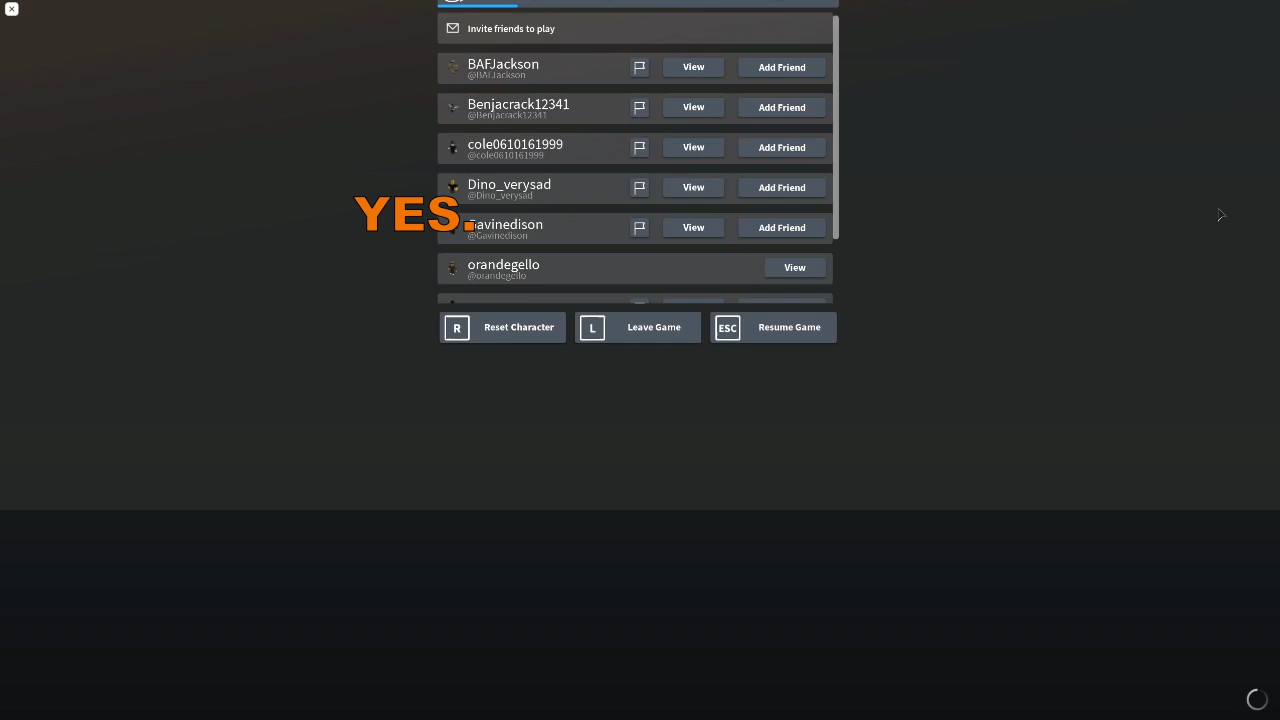 Invite friends to play
BAFJackson
@BAFJackson
View
Add Friend
Benjacrack12341
@Benjacrack12341
View
Add Friend
cole0610161999
@cole0610161999
View
Add Friend
Dino_verysad
@Dino_verysad
View
Add Friend
YES.
Gavinedison
@Gavinedison
View
Add Friend
orandegello
@orandegello
View
R Reset Character
L Leave Game
ESC Resume Game